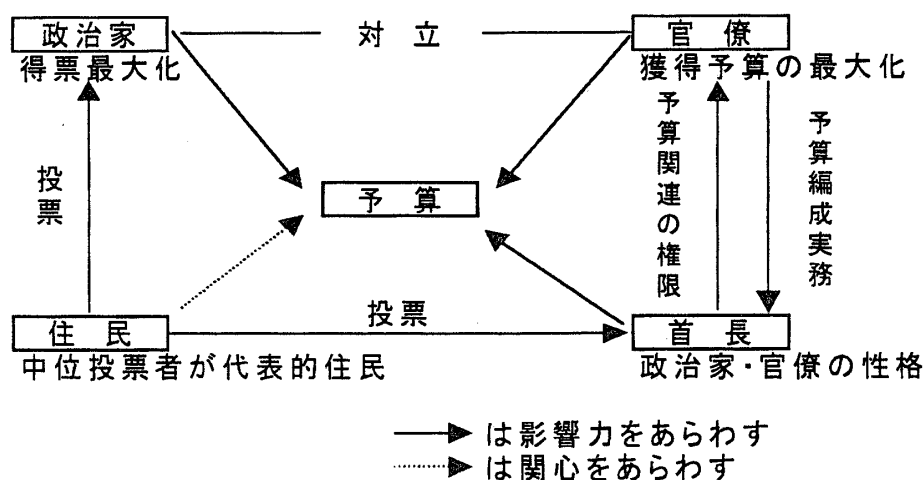 政治家
対立
官僚
得票最大化
獲得予算の最大化
投票
予算関連の権限
予算編成実務
予算
住民
投票
首長
中位投票者が代表的住民
政治家・官僚の性格
は影響力をあらわす
は関心をあらわす